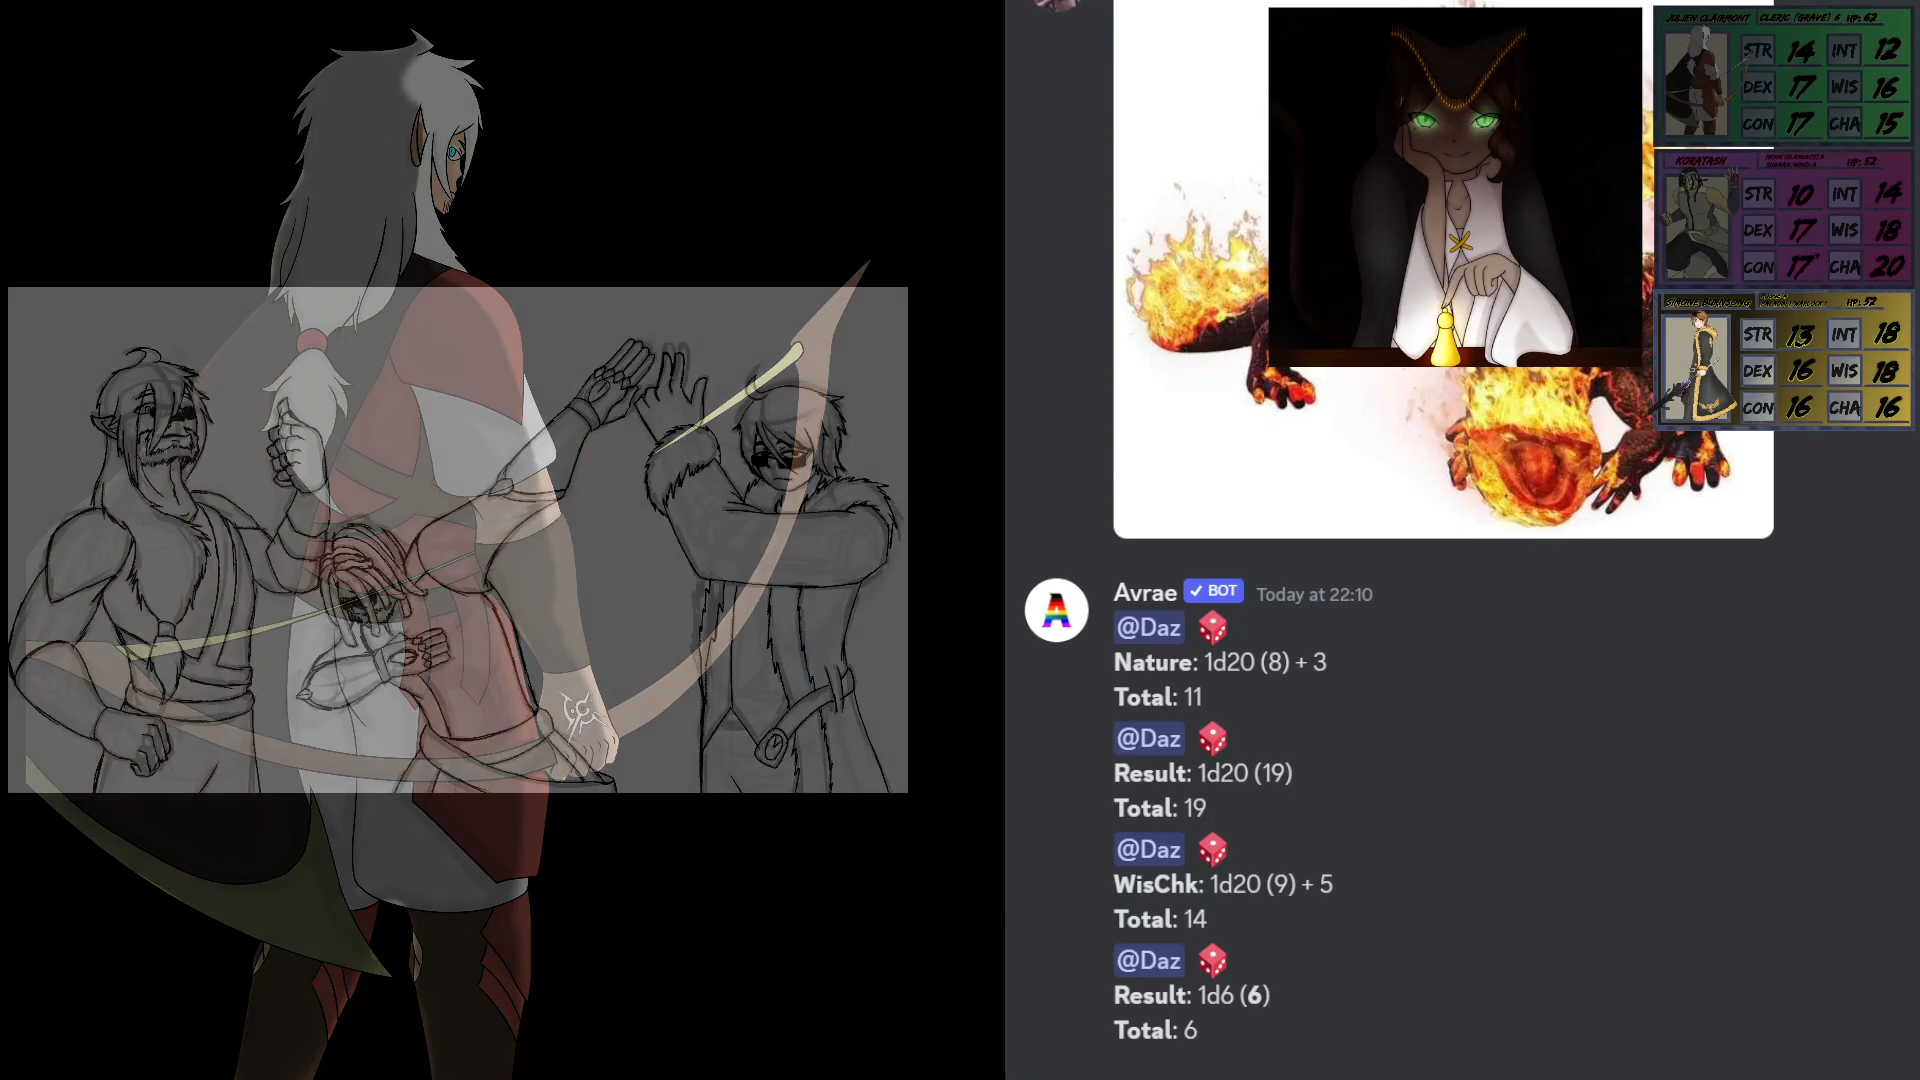 JULIEN CLAIRMONT CLERIC (GRAVE) 6 HP: 62
STR 14 INT 12
DEX 17 WIS 16
CON 17 CHA 15
KORATASH HP: 52
STR 10 INT 14
DEX 17 WIS 18
CON 17* CHA 20
SIMONE BURNSONG HP: 52
STR 13 INT 18
DEX 16 WIS 18
CON 16 CHA 16
A
Avrae ✓ BOT Today at 22:10
@Daz
Nature: 1d20 (8) + 3
Total: 11
@Daz
Result: 1d20 (19)
Total: 19
@Daz
WisChk: 1d20 (9) + 5
Total: 14
@Daz
Result: 1d6 (6)
Total: 6